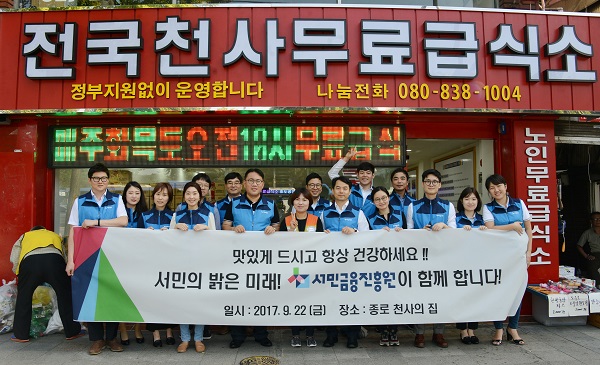 전국천사무료급식소
정부지원없이 운영합니다
나눔전화 080-838-1004
매주화목토오전10시무료급식
노인무료급식소
맛있게 드시고 항상 건강하세요 !!
서민의 밝은 미래! 서민금융진흥원이 함께 합니다!
일시 : 2017. 9. 22 (금) 장소 : 종로 천사의 집